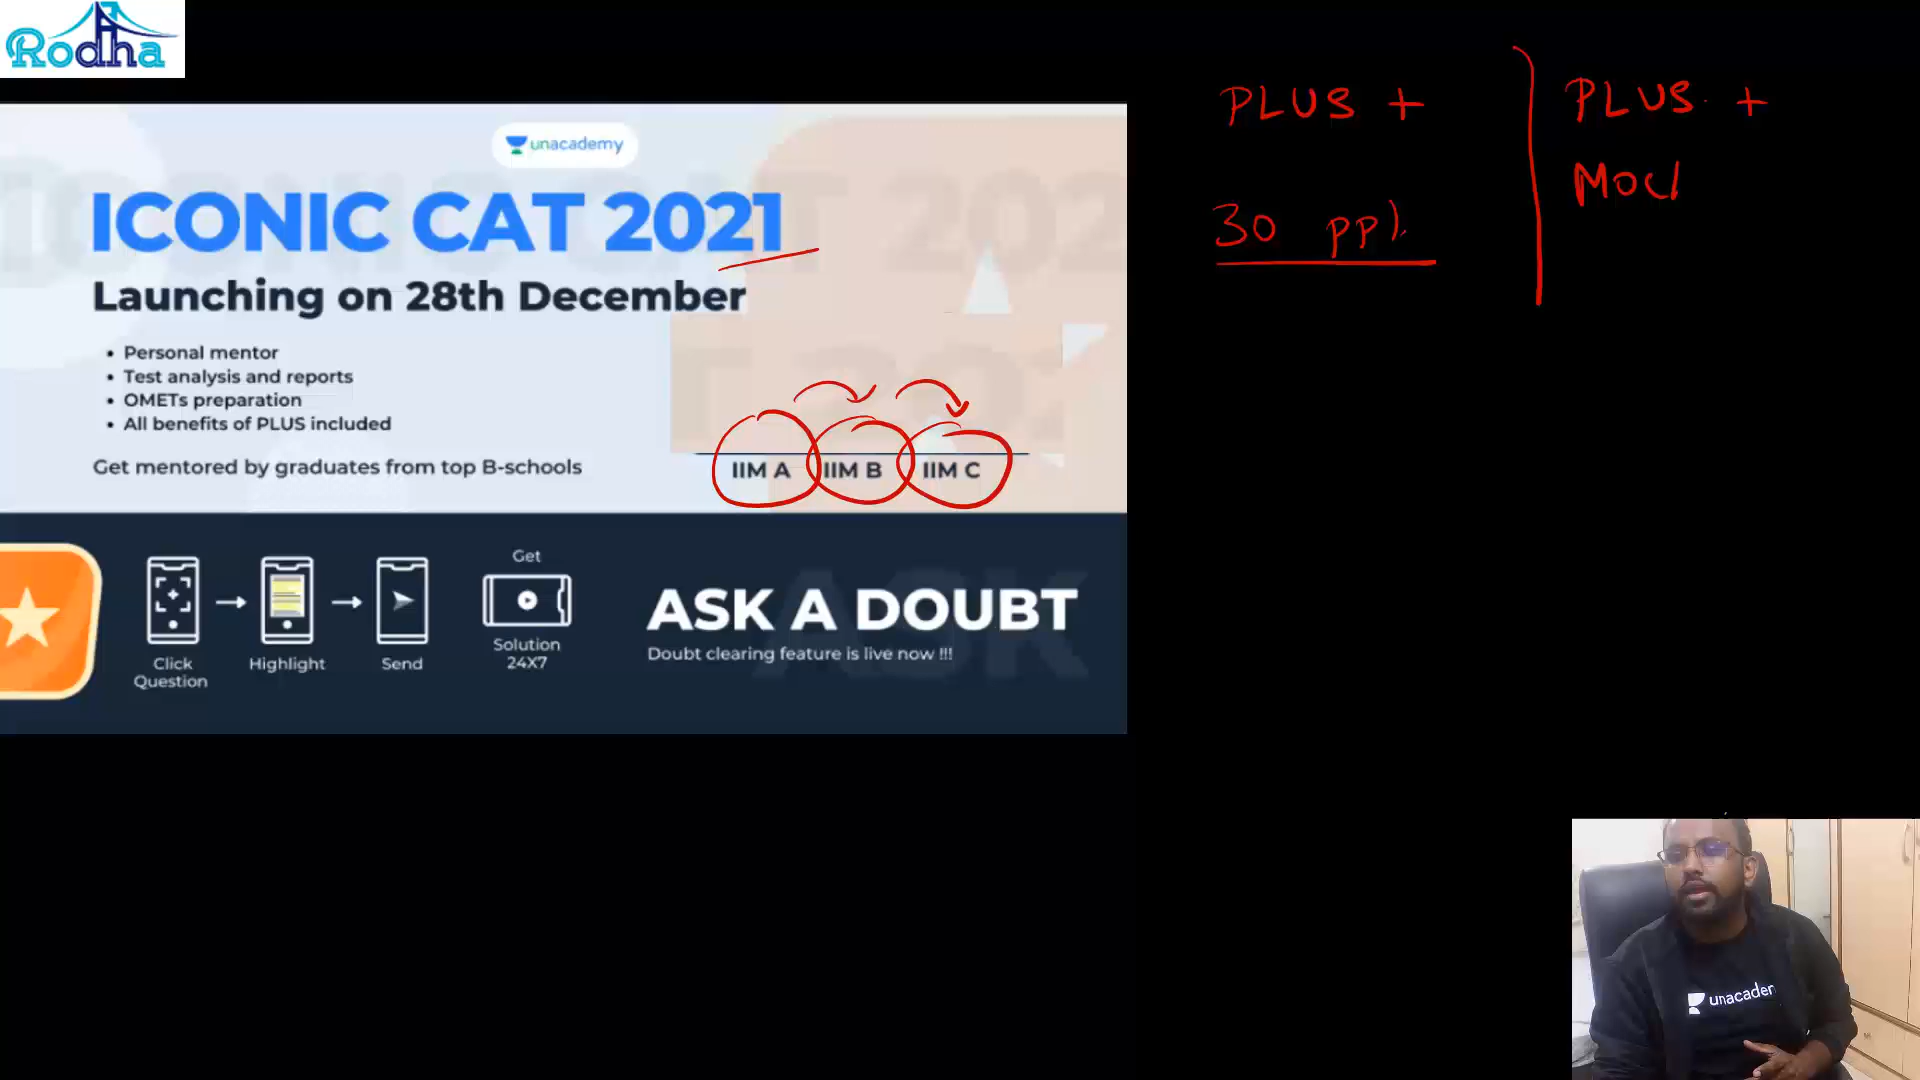 Rodha
unacademy
ICONIC CAT 2021
Launching on 28th December
• Personal mentor
• Test analysis and reports
• OMETs preparation
• All benefits of PLUS included
Get mentored by graduates from top B-schools
IIM A IIM B IIM C
Click Question
Highlight
Send
Get
Solution 24X7
ASK A DOUBT
Doubt clearing feature is live now !!!
PLUS +
30 ppl.
PLUS. +
unacadem